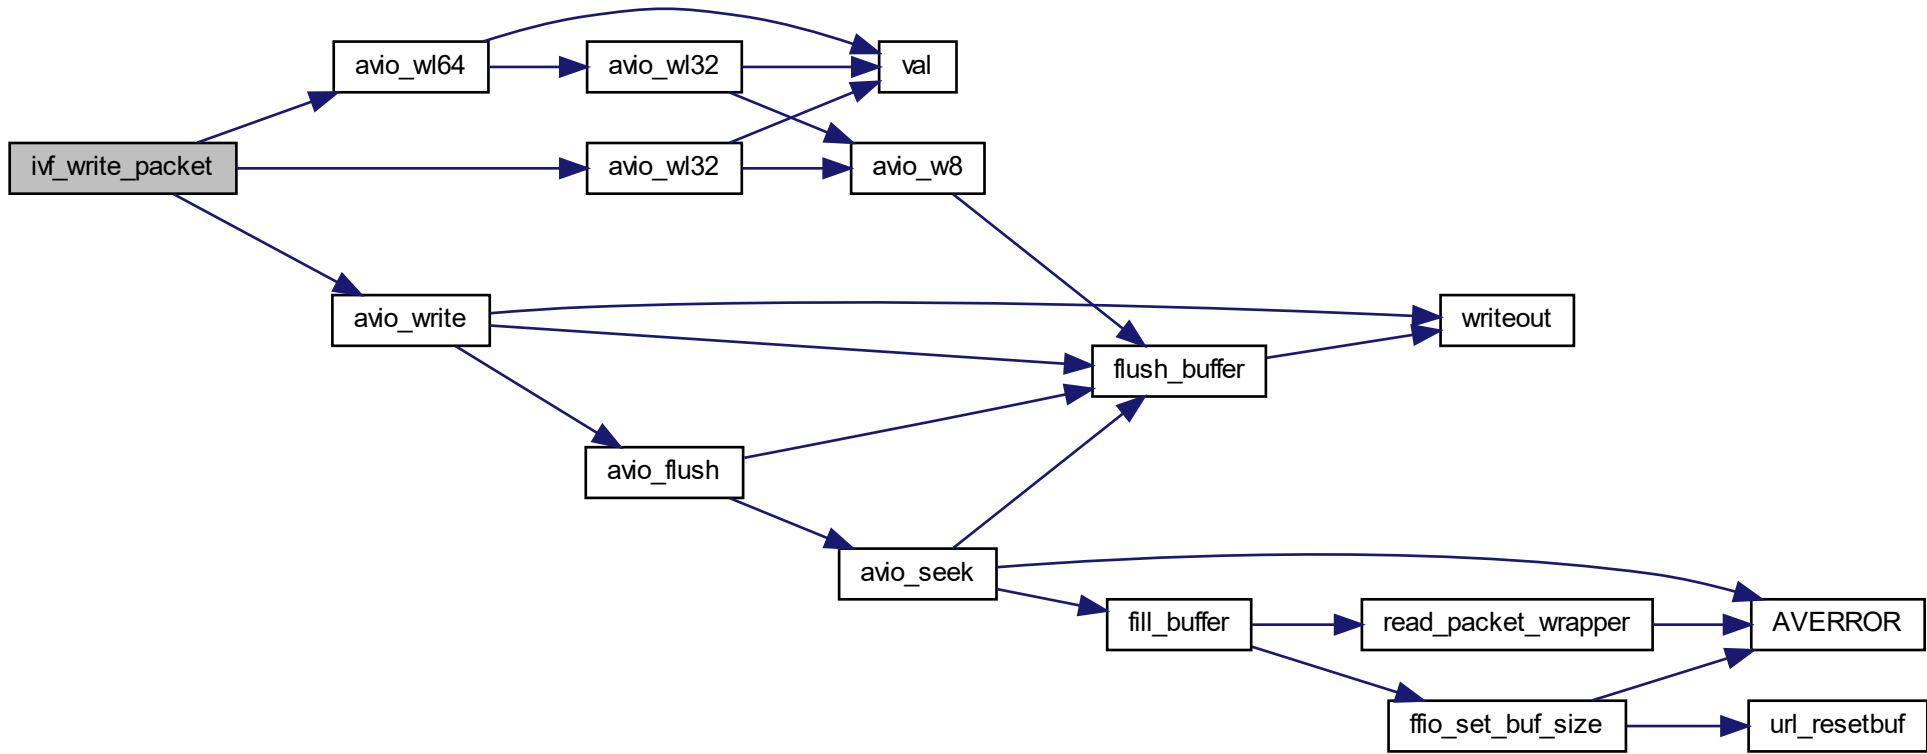 avio_wl64
avio_wl32
val
ivf_write_packet
avio_wl32
avio_w8
avio_write
writeout
flush_buffer
avio_flush
avio_seek
fill_buffer
read_packet_wrapper
AVERROR
ffio_set_buf_size
url_resetbuf